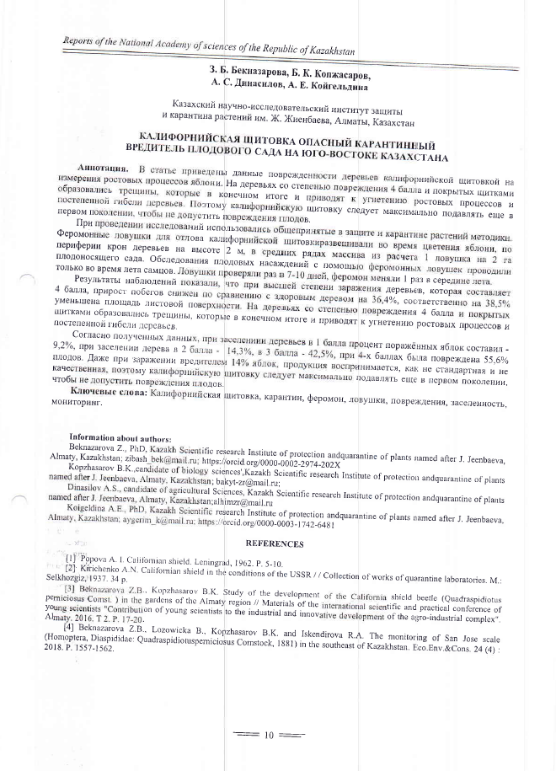 Reports of the National Academy of sciences of the Republic of Kazakhstan
З. Б. Бекназарова, Б. К. Копжасаров,
А. С. Динасилов, А. Е. Койгельдина
Казахский научно-исследовательский институт защиты
и карантина растений им. Ж. Жиенбаева, Алматы, Казахстан
КАЛИФОРНИЙСКАЯ ЩИТОВКА ОПАСНЫЙ КАРАНТИННЫЙ
ВРЕДИТЕЛЬ ПЛОДОВОГО САДА НА ЮГО-ВОСТОКЕ КАЗАХСТАНА
Аннотация. В статье приведены данные поврежденности деревьев калифорнийской щитовкой на
измерения ростовых процессов яблони. На деревьях со степенью повреждения 4 балла и покрытых щитками
образовались трещины, которые в конечном итоге и приводят к угнетению ростовых процессов и
постепенной гибели деревьев. Поэтому калифорнийскую щитовку следует максимально подавлять еще в
первом поколении, чтобы не допустить повреждения плодов.
При проведении исследований использовались общепринятые в защите и карантине растений методики.
Феромонные ловушки для отлова калифорнийской щитовкиразвешивали во время цветения яблони, по
периферии крон деревьев на высоте 2 м, в средних рядах массива из расчета 1 ловушка на 2 га
плодоносящего сада. Обследования плодовых насаждений с помощью феромонных ловушек проводили
только во время лета самцов. Ловушки проверяли раз в 7-10 дней, феромон меняли 1 раз в середине лета.
Результаты наблюдений показали, что при высшей степени заражения деревьев, которая составляет
4 балла, прирост побегов снижен по сравнению с здоровым деревом на 36,4%, соответственно на 38,5%
уменьшена площадь листовой поверхности. На деревьях со степенью повреждения 4 балла и покрытых
щитками образовались трещины, которые в конечном итоге и приводят к угнетению ростовых процессов и
постепенной гибели деревьев.
Согласно полученных данных, при заселении деревьев в 1 балла процент поражённых яблок составил -
9,2%, при заселении дерева в 2 балла - 14,3%, в 3 балла - 42,5%, при 4-х баллах была повреждена 55,6%
плодов. Даже при заражении вредителем 14% яблок, продукция воспринимается, как не стандартная и не
качественная, поэтому калифорнийскую щитовку следует максимально подавлять еще в первом поколении,
чтобы не допустить повреждения плодов.
Ключевые слова: Калифорнийская щитовка, карантин, феромон, ловушки, повреждения, заселенность,
мониторинг.
Information about authors:
Beknazarova Z., PhD, Kazakh Scientific research Institute of protection andquarantine of plants named after J. Jeenbaeva,
Almaty, Kazakhstan; zibash_bek@mail.ru; https://orcid.org/0000-0002-2974-202X
Kopzhasarov B.K.,candidate of biology sciences',Kazakh Scientific research Institute of protection andquarantine of plants
named after J. Jeenbaeva, Almaty, Kazakhstan; bakyt-zr@mail.ru;
Dinasilov A.S., candidate of agricultural Sciences, Kazakh Scientific research Institute of protection andquarantine of plants
named after J. Jeenbaeva, Almaty, Kazakhstan;alhimzr@mail.ru
Koigeldina A.E., PhD, Kazakh Scientific research Institute of protection andquarantine of plants named after J. Jeenbaeva,
Almaty, Kazakhstan; aygerim_k@mail.ru; https://orcid.org/0000-0003-1742-6481
REFERENCES
[1] Popova A. I. Californian shield. Leningrad, 1962. P. 5-10.
[2] Kirichenko A.N. Californian shield in the conditions of the USSR // Collection of works of quarantine laboratories. M.:
Selkhozgiz, 1937. 34 p.
[3] Beknazarova Z.B., Kopzhasarov B.K. Study of the development of the California shield beetle (Quadraspidiotus
perniciosus Comst. ) in the gardens of the Almaty region // Materials of the international scientific and practical conference of
young scientists "Contribution of young scientists to the industrial and innovative development of the agro-industrial complex".
Almaty. 2016. T 2. P. 17-20.
[4] Beknazarova Z.B., Lozowicka B., Kopzhasarov B.K. and Iskendirova R.A. The monitoring of San Jose scale
(Homoptera, Diaspididae: Quadraspidiotusperniciosus Comstock, 1881) in the southeast of Kazakhstan. Eco.Env.&Cons. 24 (4) :
2018. P. 1557-1562.
10